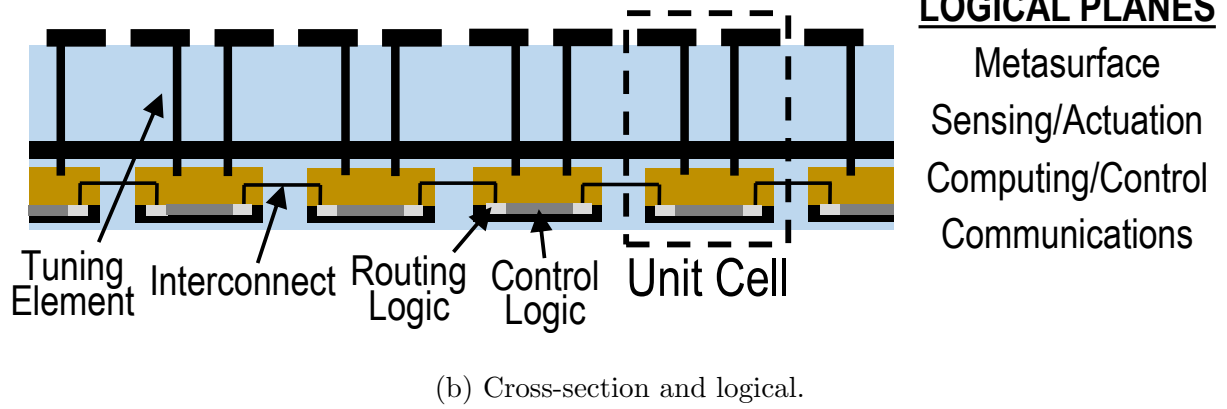 LOGICAL PLANES
Metasurface
Sensing/Actuation
Computing/Control
Communications
Tuning
Element
Interconnect
Routing
Logic
Control
Logic
Unit Cell
(b) Cross-section and logical.